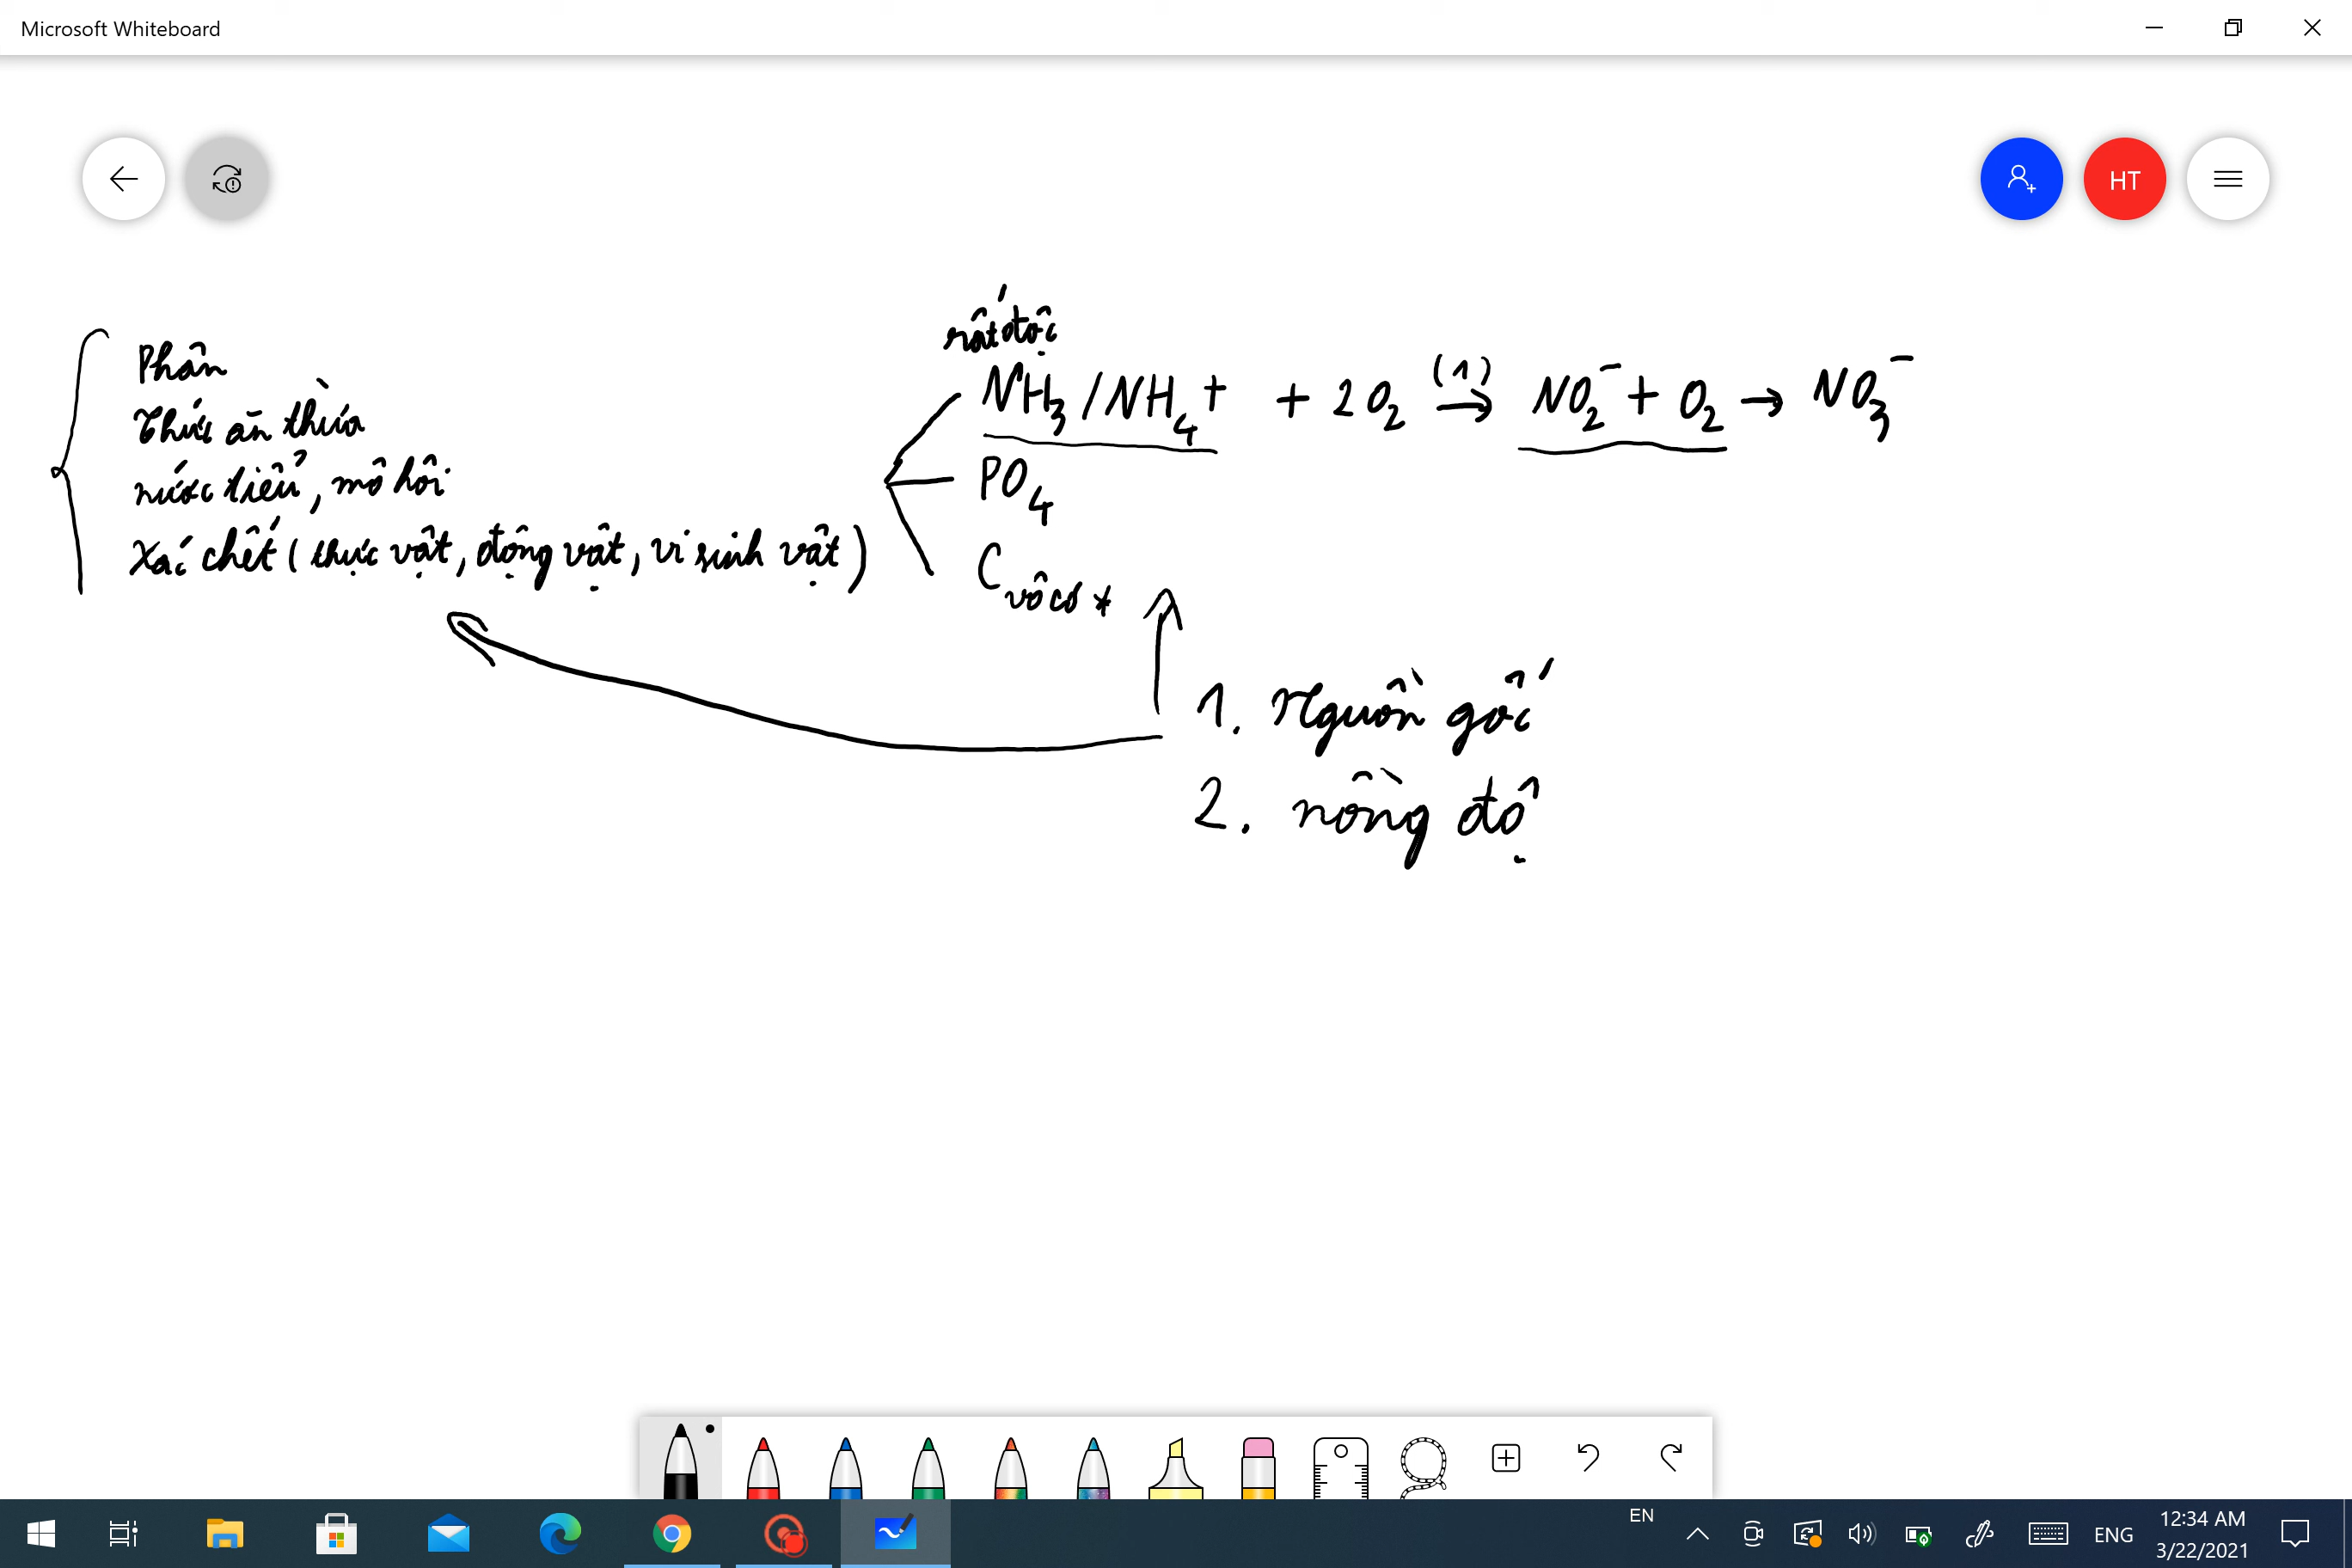 Microsoft Whiteboard
HT
rất độc
Phân
Thức ăn thừa
nước tiểu, mồ hôi
Xác chết (thực vật, động vật, vi sinh vật)
NH3/NH4+ + 2O2 (1)→ NO2- + O2 → NO3-
PO4
C vô cơ *
1. Nguồn gốc
2. nồng độ
EN
ENG
12:34 AM
3/22/2021